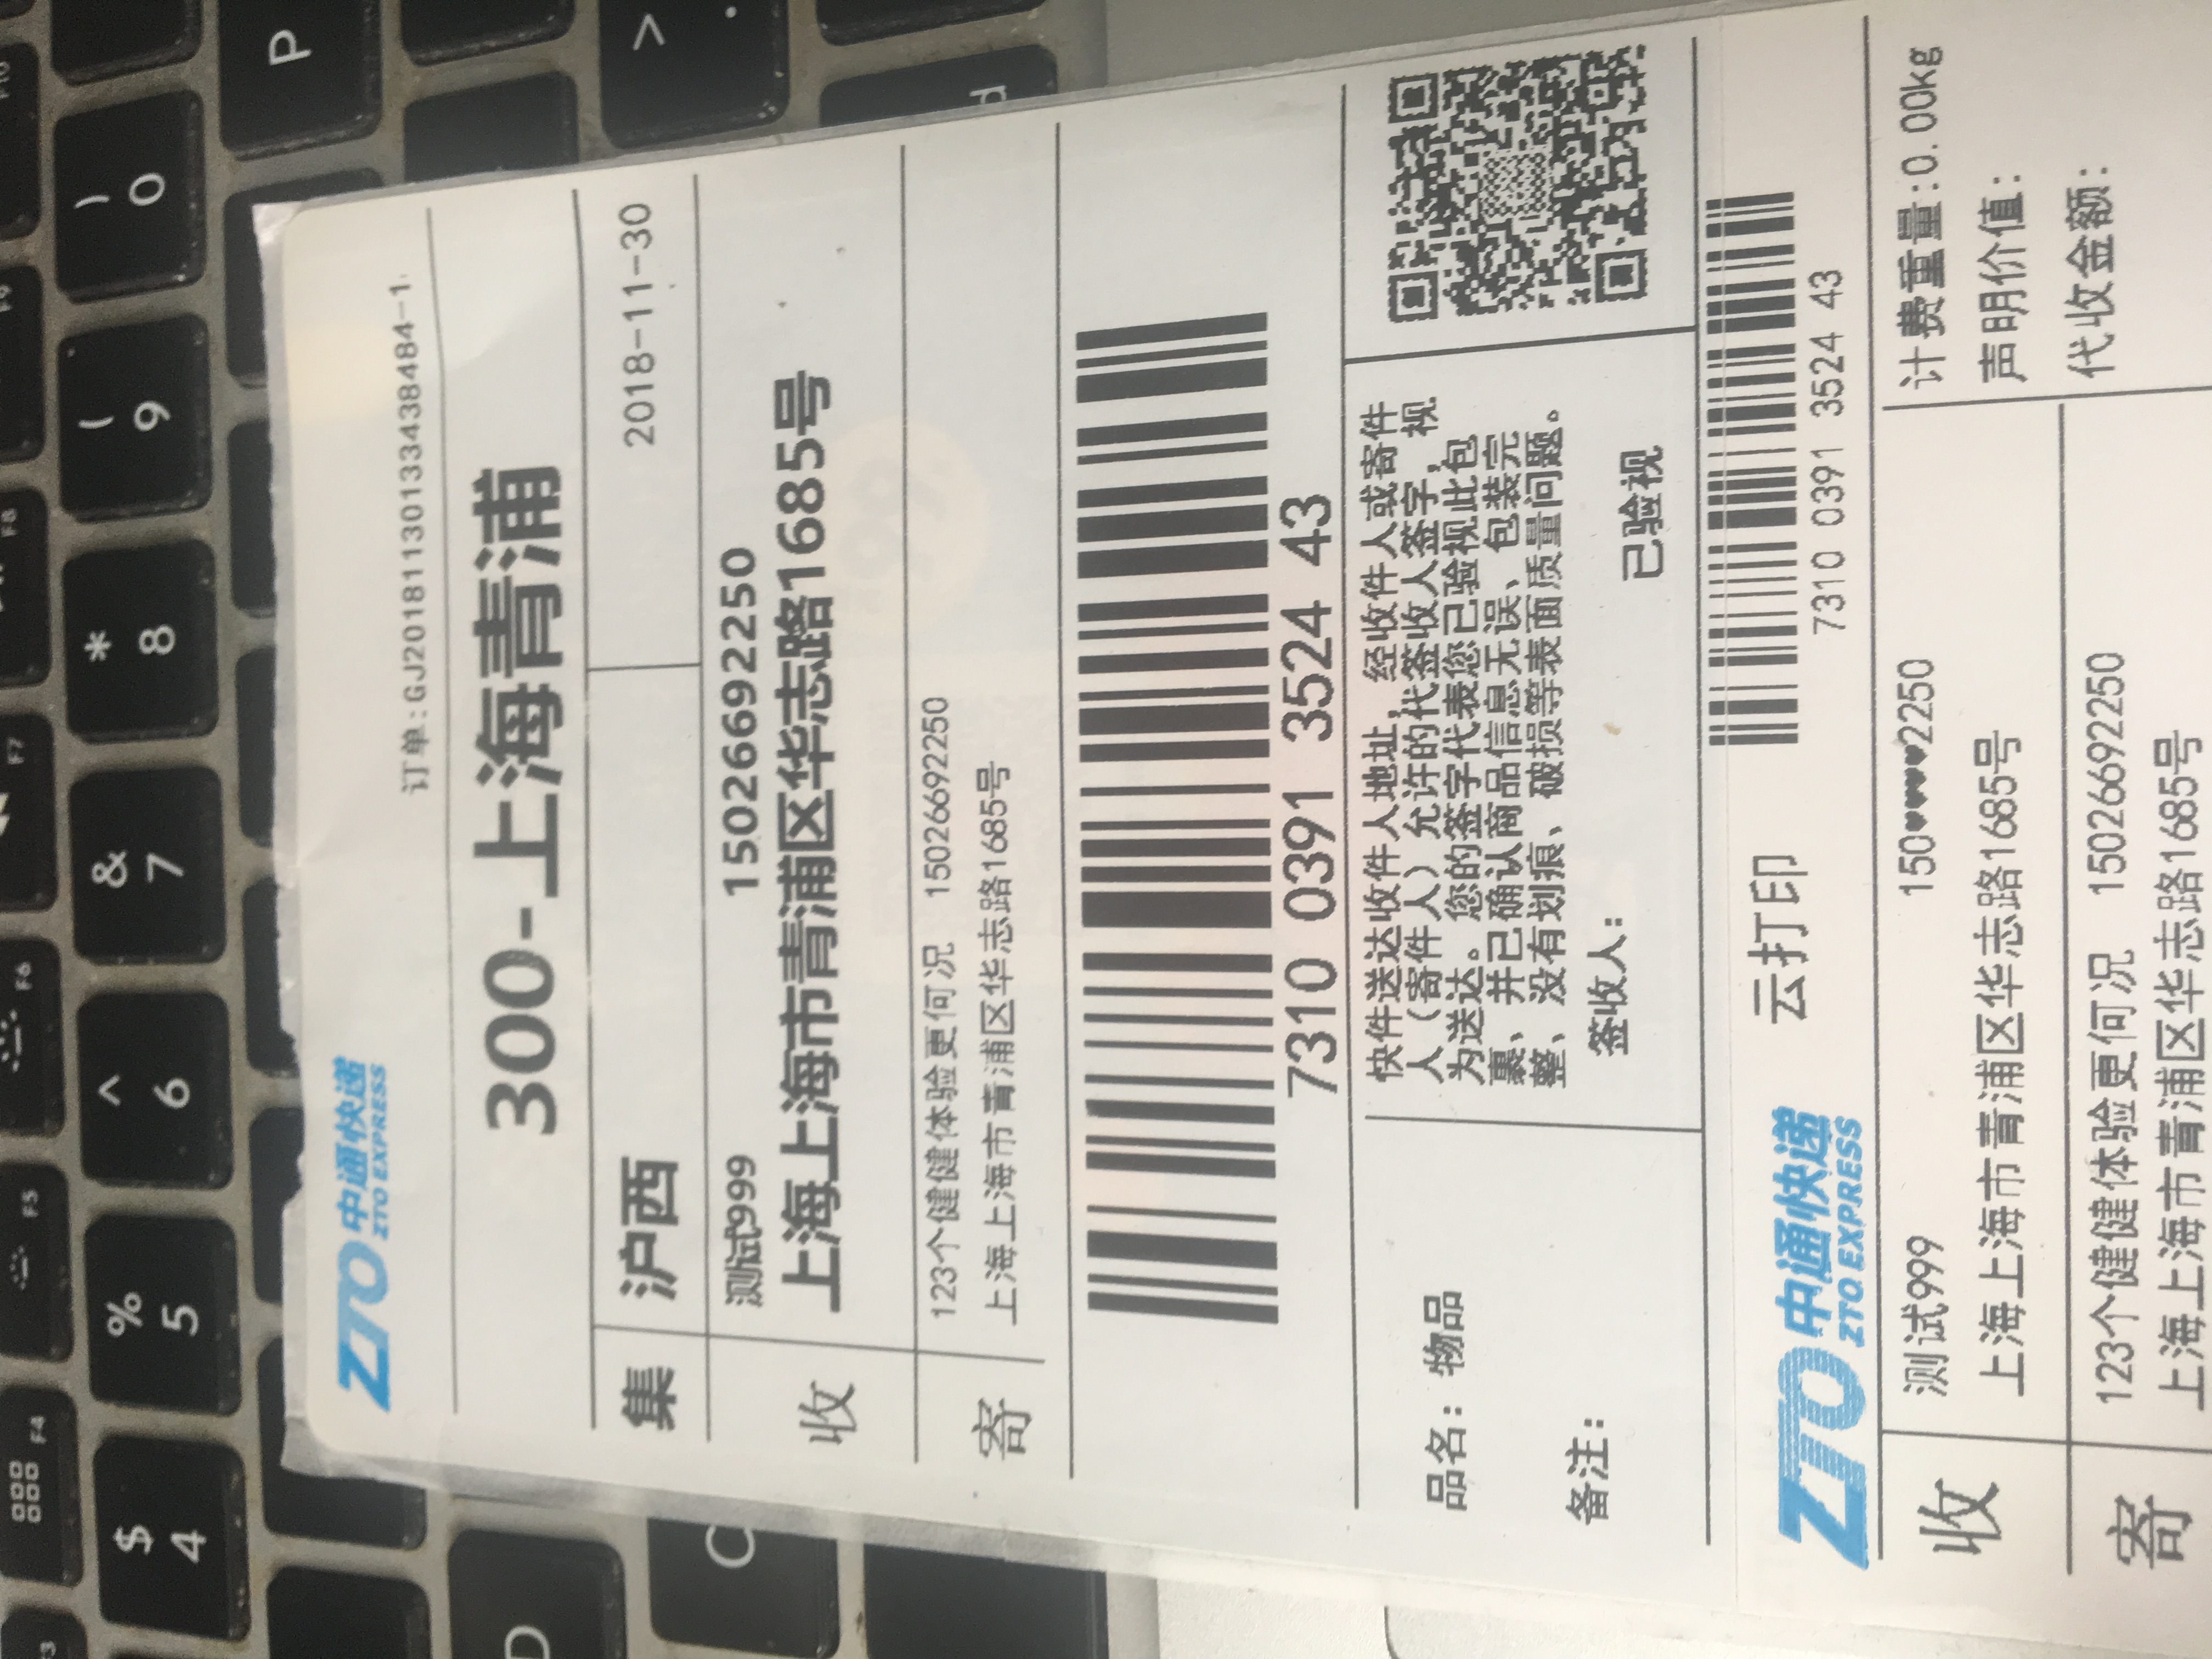 F3
F4
F5
F6
F7
F8
F9
F10
$
4
%
5
^
6
&
7
*
8
(
9
)
0
P
D
C
>
.
d
ZTO 中通快递
ZTO EXPRESS
订单:GJ20181130133438484-1
300-上海青浦
集 沪西 2018-11-30
收
测试999 15026692250
上海上海市青浦区华志路1685号
寄
123个健健体验更何况 15026692250
上海上海市青浦区华志路1685号
7310 0391 3524 43
品名：物品
备注：
快件送达收件人地址，经收件人或寄件
人（寄件人）允许的代签收人签字，视
为送达。您的签字代表您已验视此包
裹、并已确认商品信息无误、包装完
整、没有划痕、破损等表面质量问题。
签收人：
已验视
ZTO 中通快递
ZTO EXPRESS
云打印
7310 0391 3524 43
收
测试999 150♥♥♥♥2250
上海上海市青浦区华志路1685号
寄
123个健健体验更何况 15026692250
上海上海市青浦区华志路1685号
计费重量:0.00kg
声明价值:
代收金额: